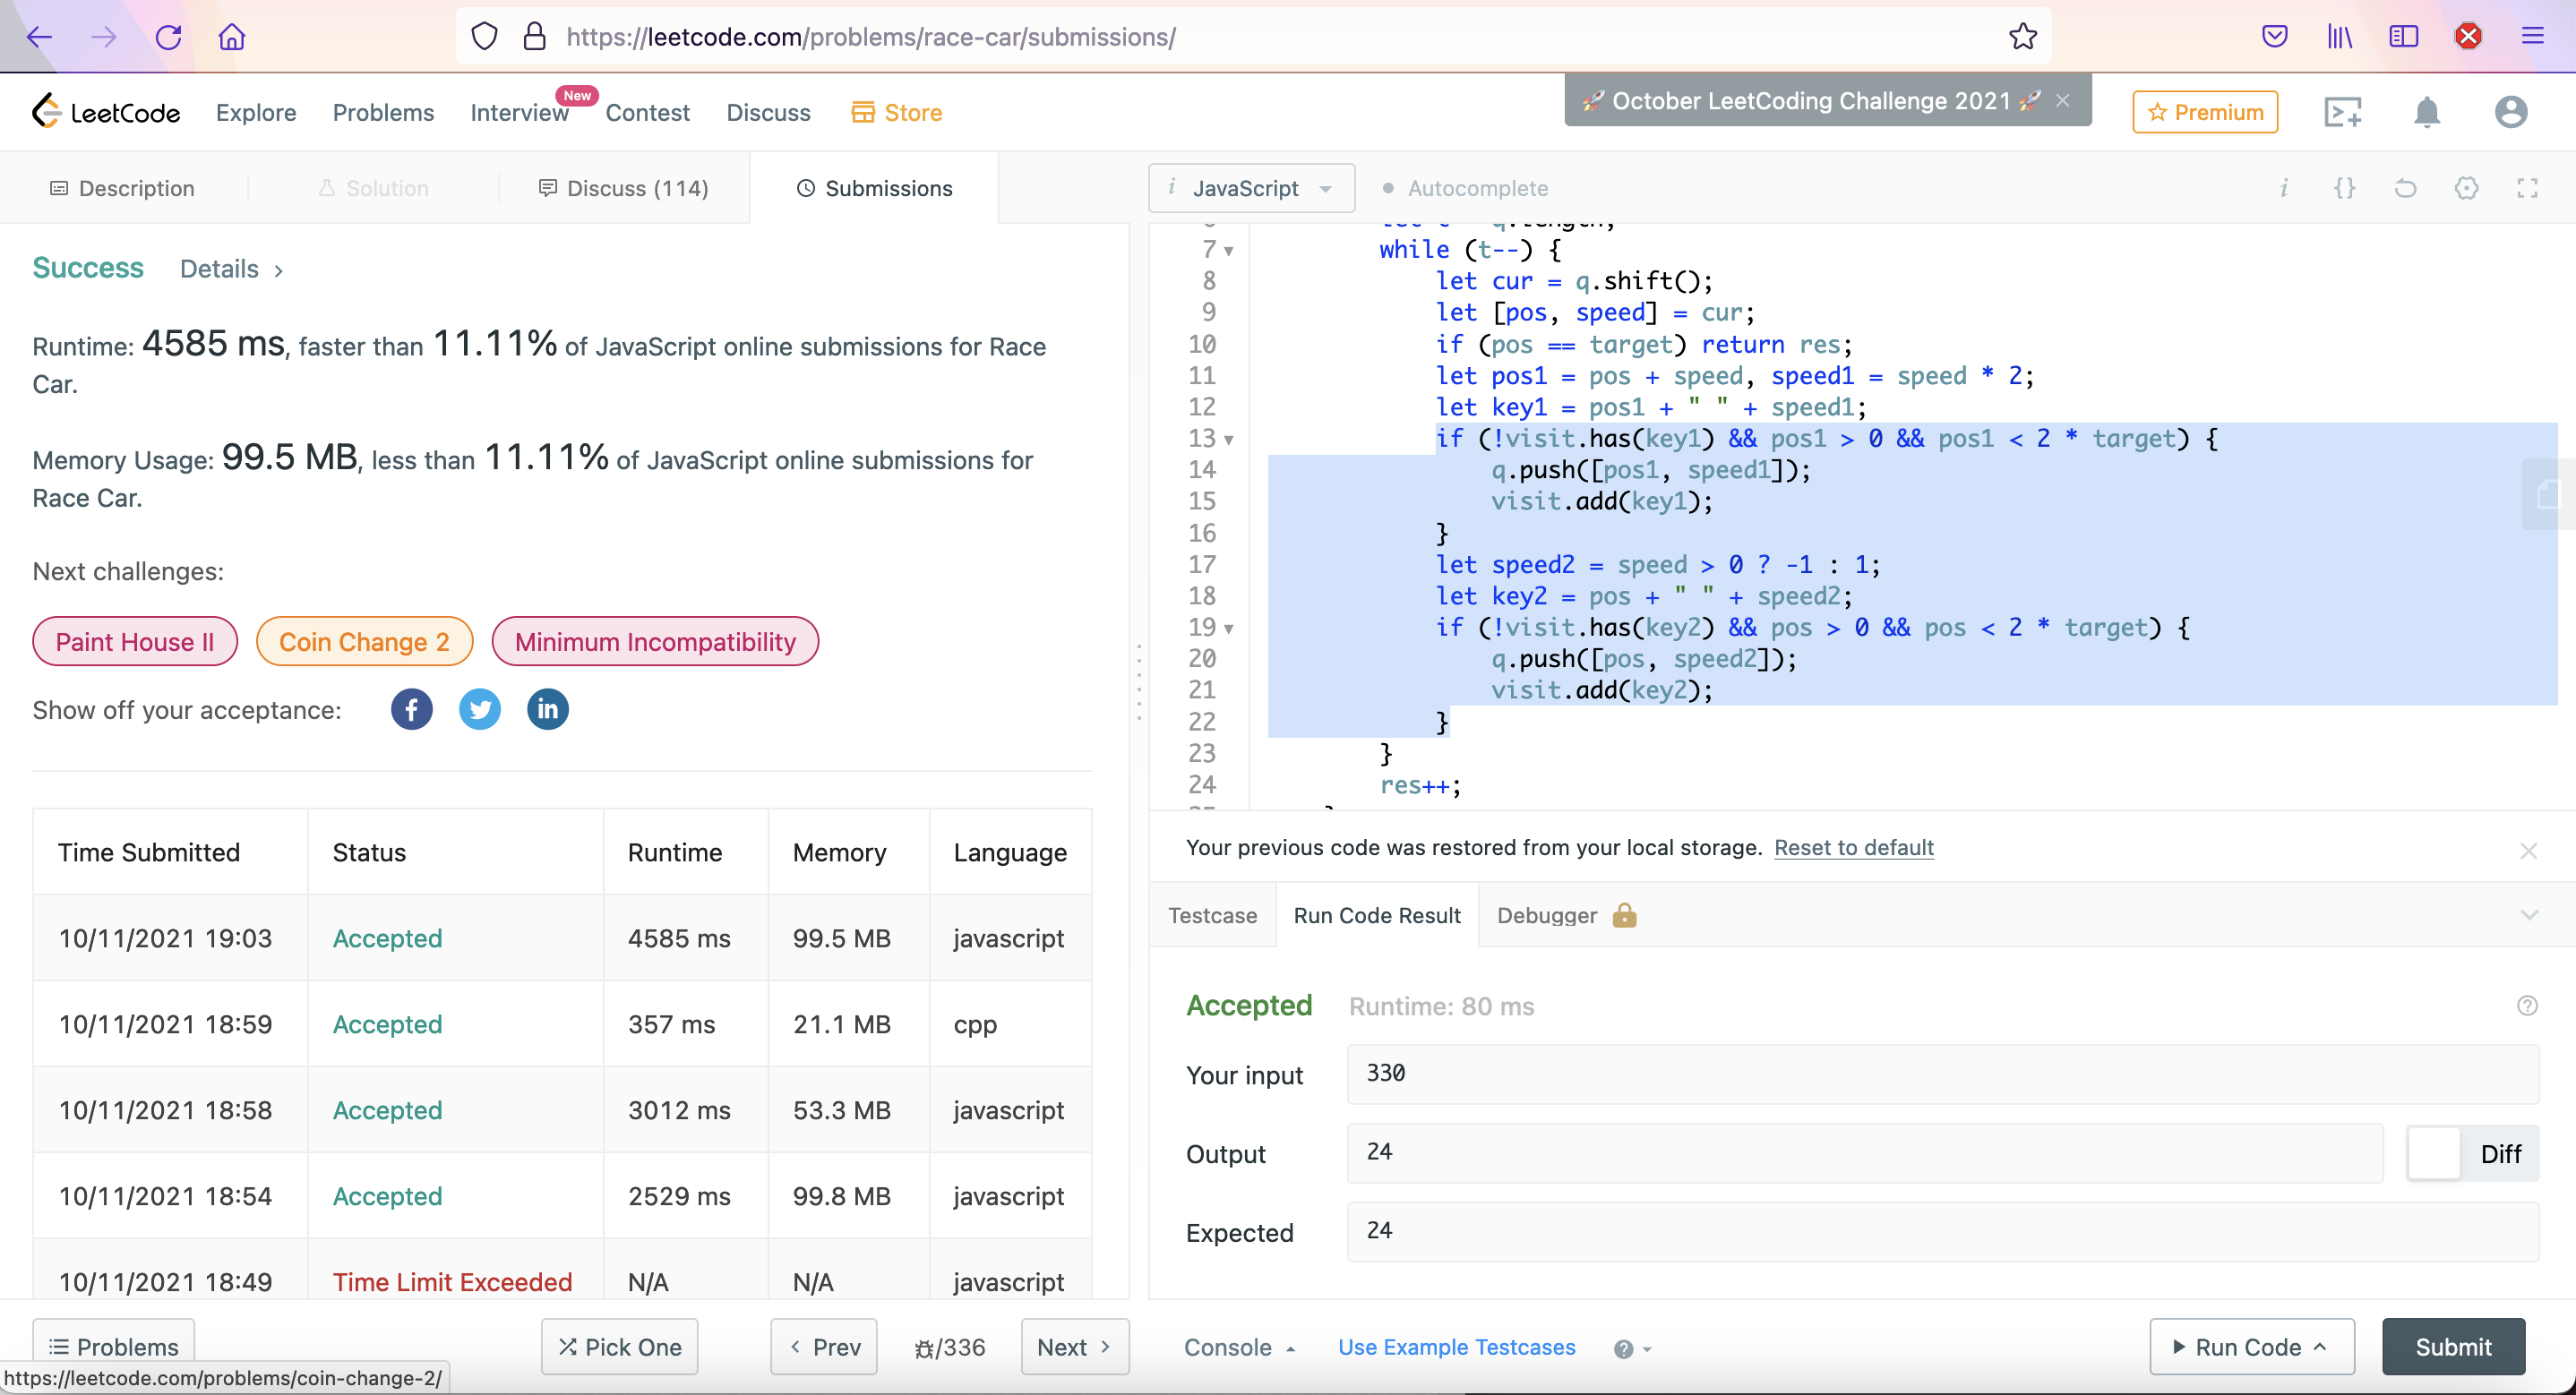 https://leetcode.com/problems/race-car/submissions/
LeetCode
Explore
Problems
Interview
New
Contest
Discuss
Store
🚀 October LeetCoding Challenge 2021 🚀
Premium
Description
Solution
Discuss (114)
Submissions
Success
Details
Runtime: 4585 ms, faster than 11.11% of JavaScript online submissions for Race
Car.
Memory Usage: 99.5 MB, less than 11.11% of JavaScript online submissions for
Race Car.
Next challenges:
Paint House II
Coin Change 2
Minimum Incompatibility
Show off your acceptance:
Time Submitted Status Runtime Memory Language
10/11/2021 19:03 Accepted 4585 ms 99.5 MB javascript
10/11/2021 18:59 Accepted 357 ms 21.1 MB cpp
10/11/2021 18:58 Accepted 3012 ms 53.3 MB javascript
10/11/2021 18:54 Accepted 2529 ms 99.8 MB javascript
10/11/2021 18:49 Time Limit Exceeded N/A N/A javascript
Problems
Pick One
Prev
/336
Next
https://leetcode.com/problems/coin-change-2/
i JavaScript
Autocomplete
7 while (t--) {
8 let cur = q.shift();
9 let [pos, speed] = cur;
10 if (pos == target) return res;
11 let pos1 = pos + speed, speed1 = speed * 2;
12 let key1 = pos1 + " " + speed1;
13 if (!visit.has(key1) && pos1 > 0 && pos1 < 2 * target) {
14 q.push([pos1, speed1]);
15 visit.add(key1);
16 }
17 let speed2 = speed > 0 ? -1 : 1;
18 let key2 = pos + " " + speed2;
19 if (!visit.has(key2) && pos > 0 && pos < 2 * target) {
20 q.push([pos, speed2]);
21 visit.add(key2);
22 }
23 }
24 res++;
Your previous code was restored from your local storage. Reset to default
Testcase
Run Code Result
Debugger
Accepted
Runtime: 80 ms
Your input
330
Output
24
Diff
Expected
24
Console
Use Example Testcases
Run Code
Submit